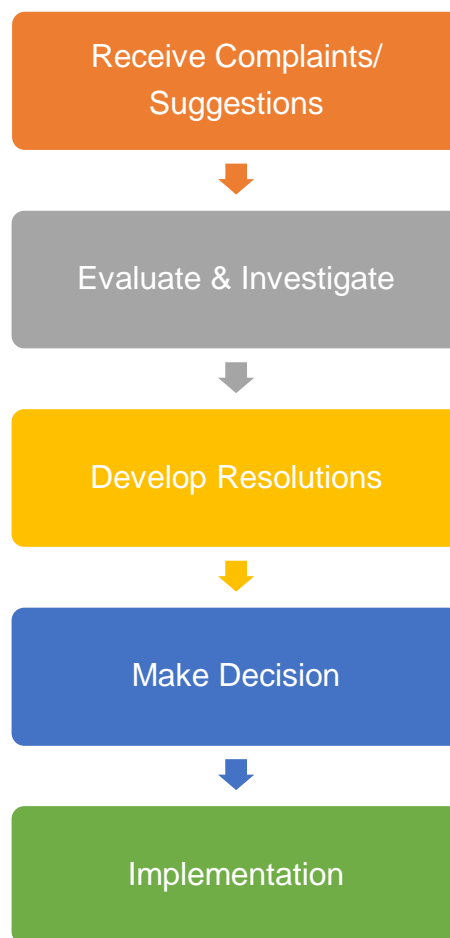 Receive Complaints/
Suggestions
Evaluate & Investigate
Develop Resolutions
Make Decision
Implementation